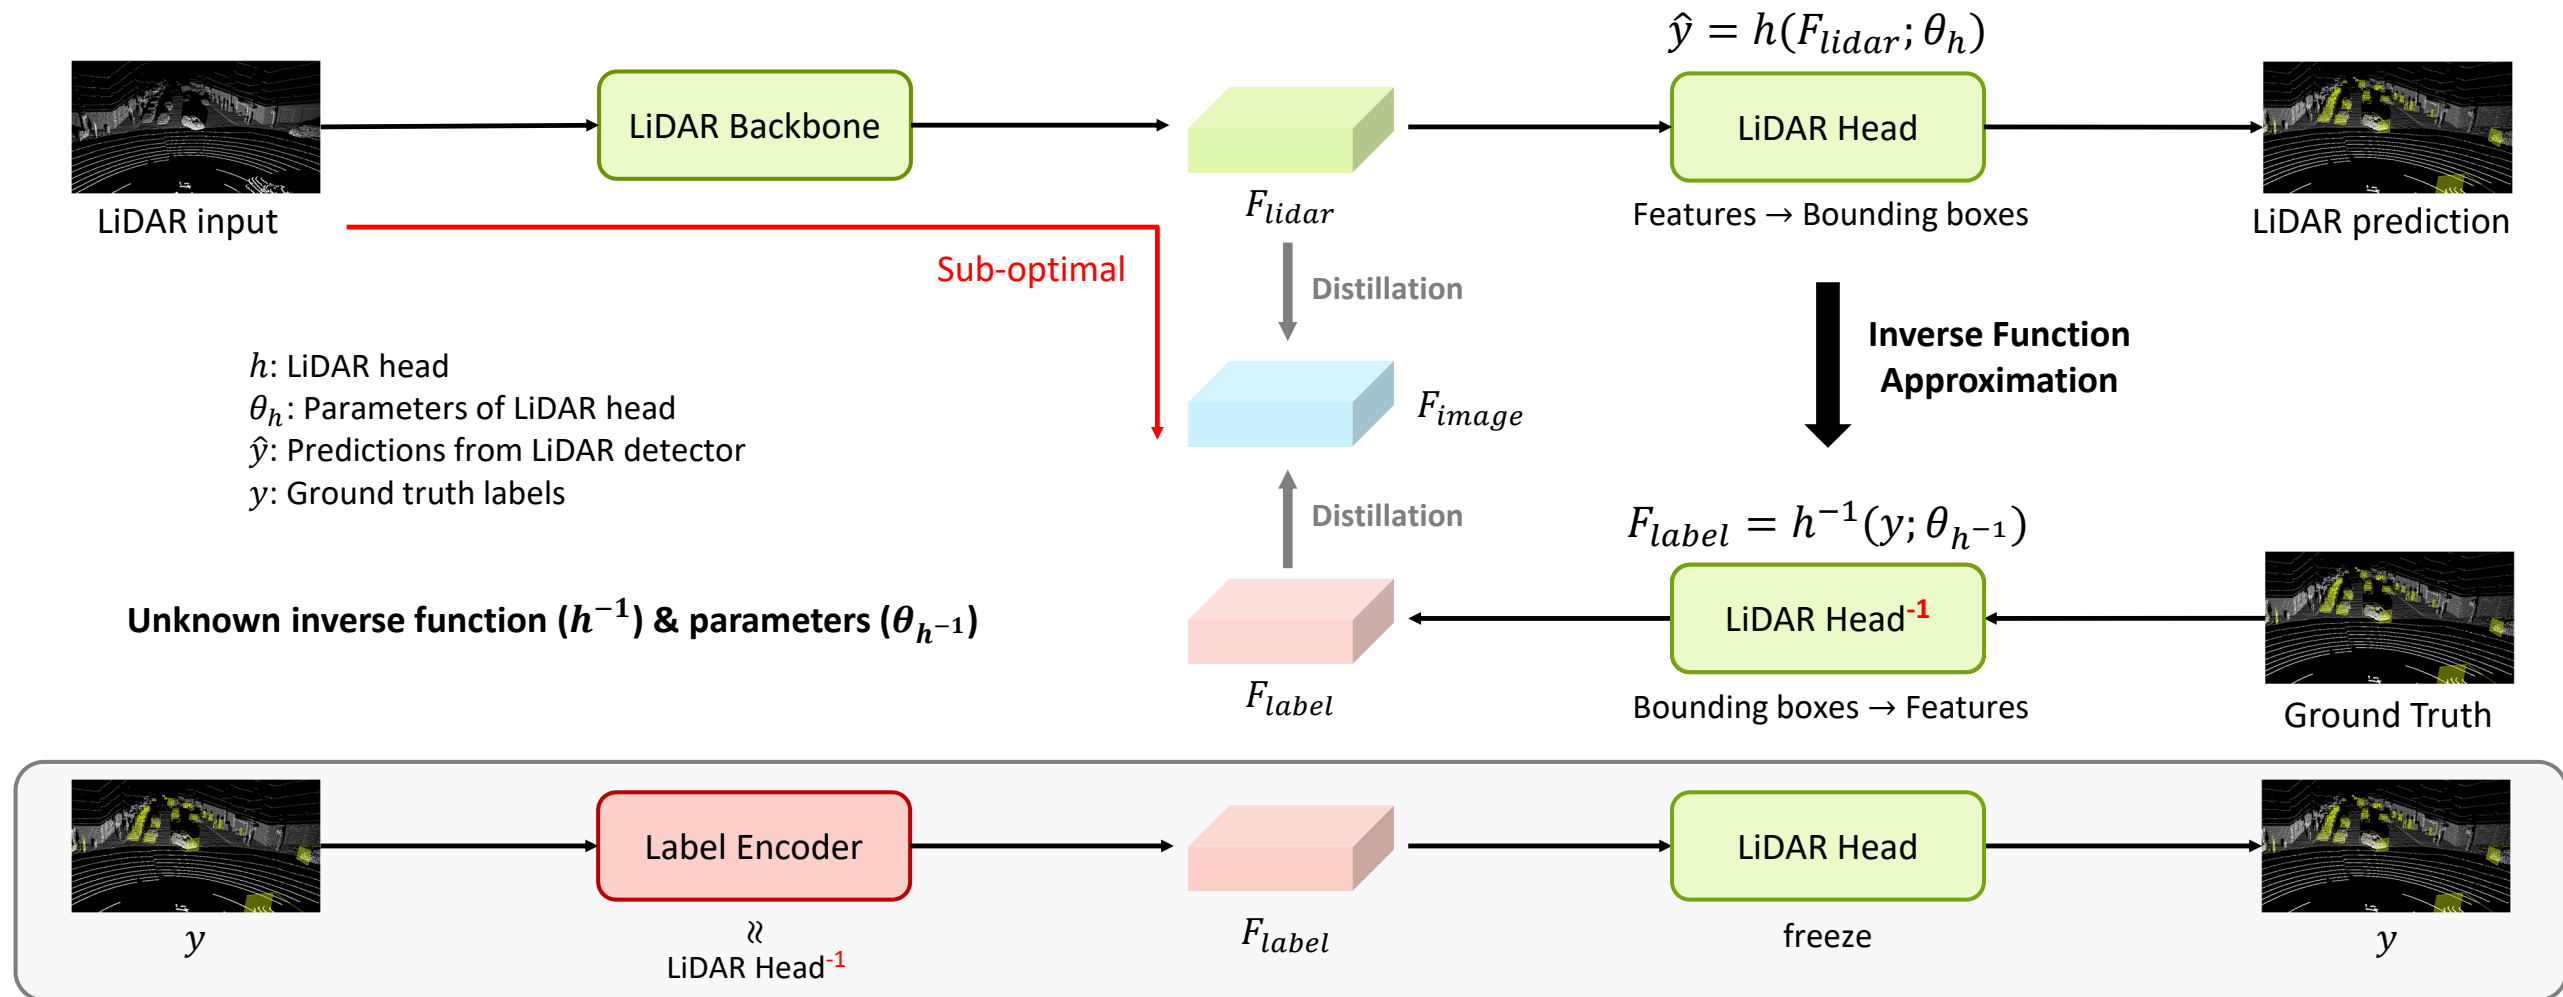 ŷ = h(F_lidar; θ_h)
LiDAR Backbone
LiDAR Head
LiDAR input
F_lidar
Features → Bounding boxes
LiDAR prediction
Sub-optimal
Distillation
Inverse Function
Approximation
h: LiDAR head
θ_h: Parameters of LiDAR head
ŷ: Predictions from LiDAR detector
y: Ground truth labels
F_image
Distillation
F_label = h⁻¹(y; θ_h⁻¹)
Unknown inverse function (h⁻¹) & parameters (θ_h⁻¹)
LiDAR Head⁻¹
F_label
Bounding boxes → Features
Ground Truth
Label Encoder
LiDAR Head
y
≈
LiDAR Head⁻¹
F_label
freeze
y